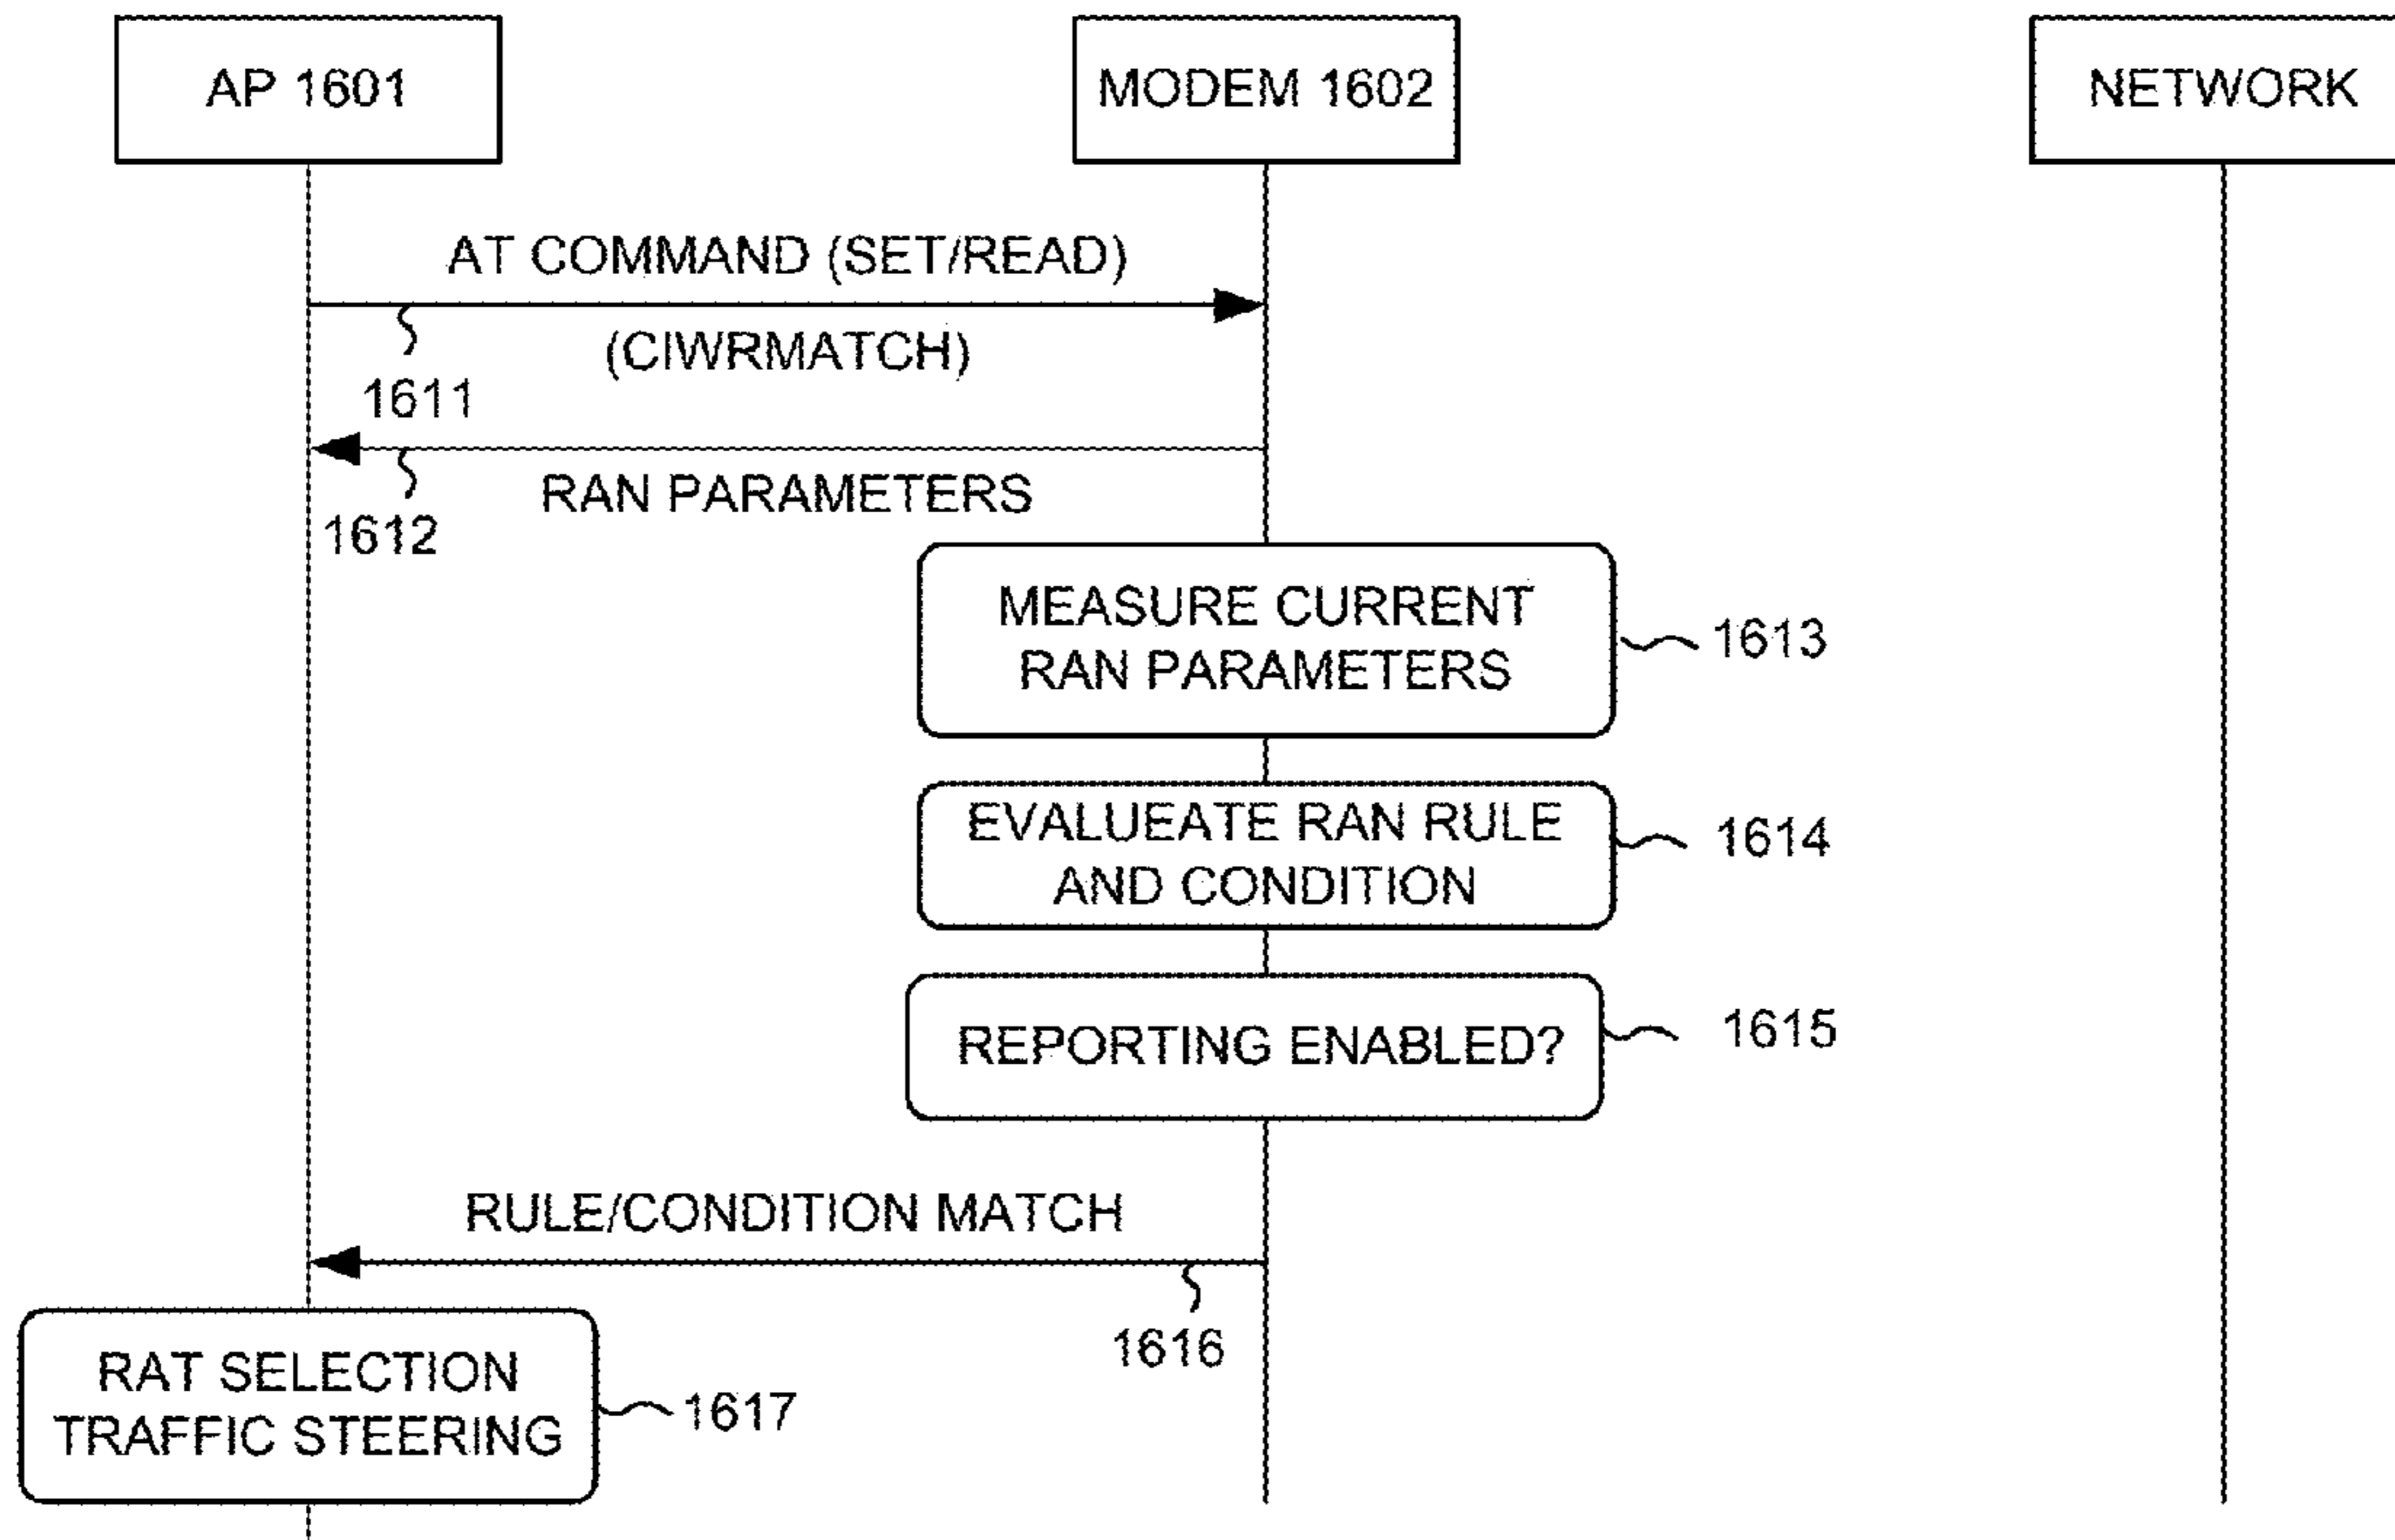 AP 1601
MODEM 1602
NETWORK
AT COMMAND (SET/READ)
(CIWRMATCH)
1611
RAN PARAMETERS
1612
MEASURE CURRENT
RAN PARAMETERS
1613
EVALUEATE RAN RULE
AND CONDITION
1614
REPORTING ENABLED?
1615
RULE/CONDITION MATCH
1616
RAT SELECTION
TRAFFIC STEERING
1617